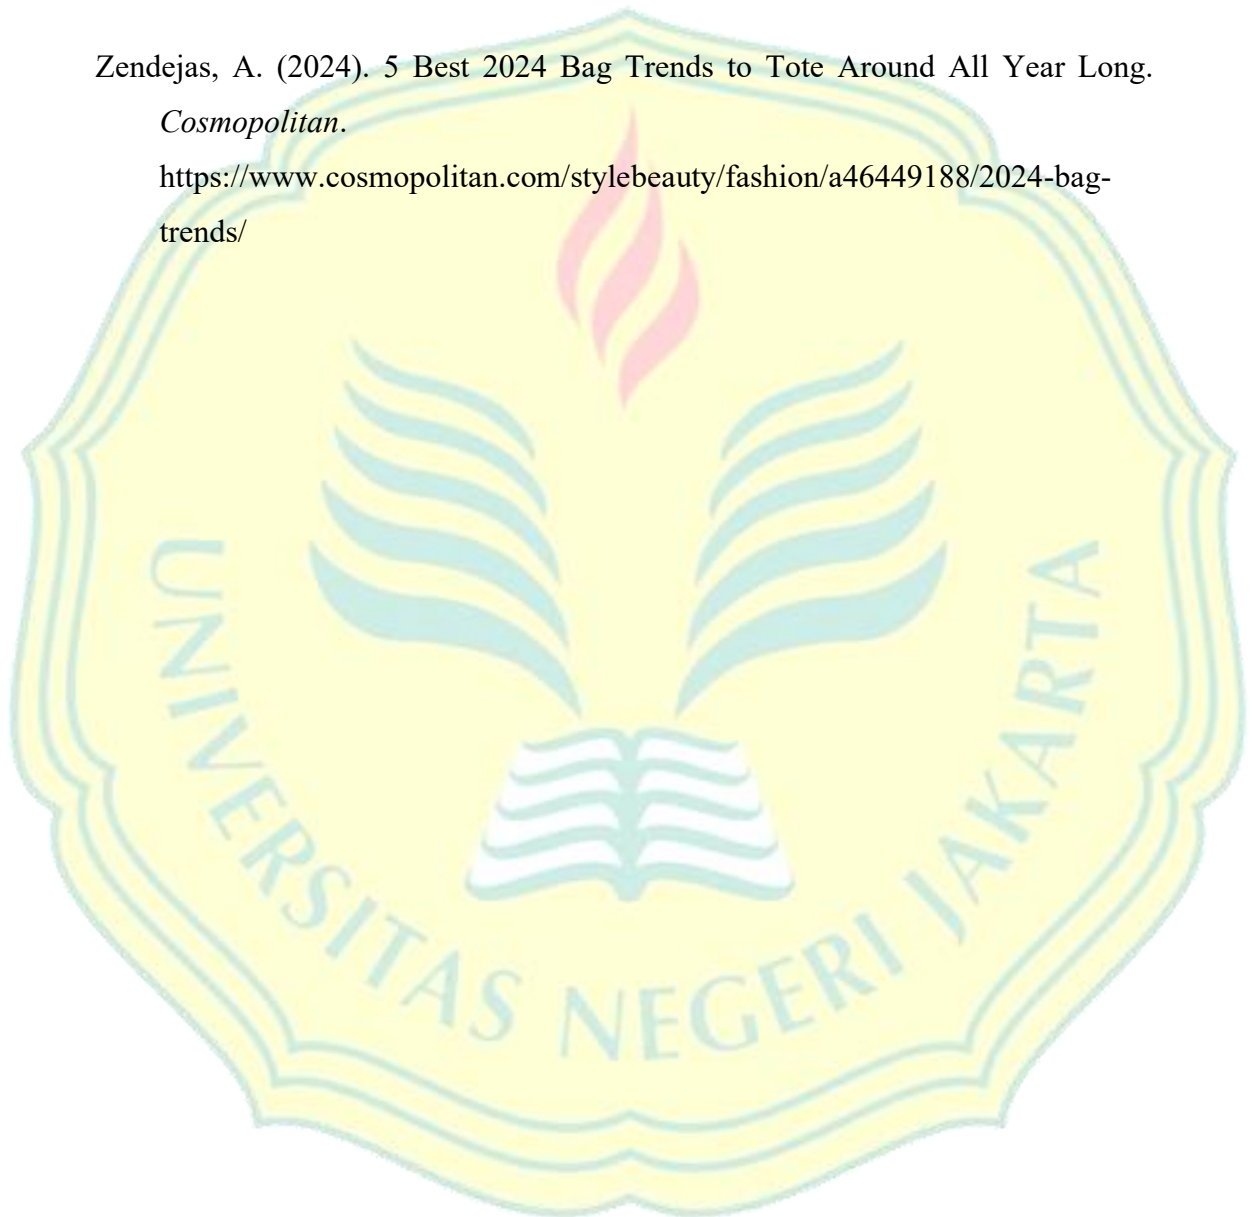 Zendejas, A. (2024). 5 Best 2024 Bag Trends to Tote Around All Year Long.
Cosmopolitan.
https://www.cosmopolitan.com/stylebeauty/fashion/a46449188/2024-bag-
trends/
UNIVERSITAS NEGERI JAKARTA